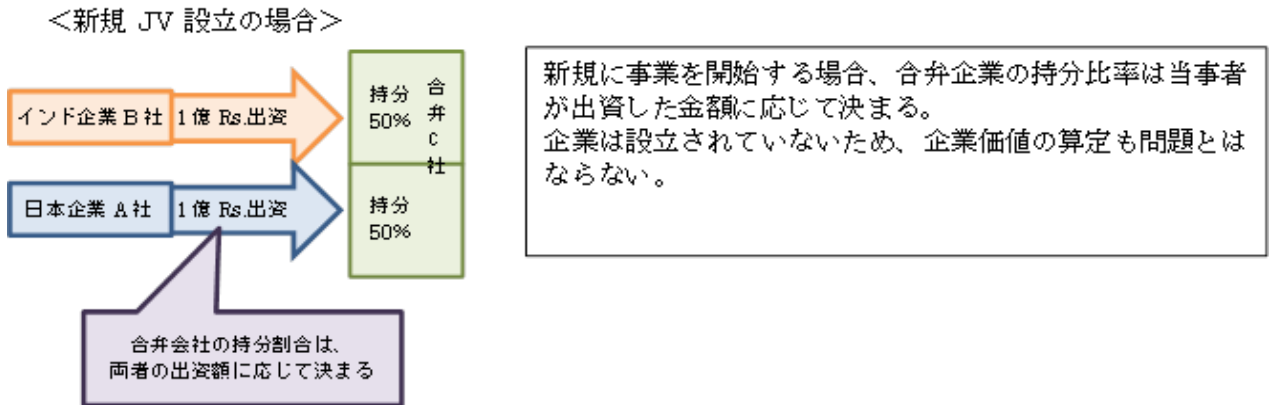 ＜新規 JV 設立の場合＞
インド企業 B 社
1 億 Rs.出資
持分
50%
合弁C社
日本企業 A 社
1 億 Rs.出資
持分
50%
合弁会社の持分割合は、
両者の出資額に応じて決まる
新規に事業を開始する場合、合弁企業の持分比率は当事者
が出資した金額に応じて決まる。
企業は設立されていないため、企業価値の算定も問題とは
ならない。